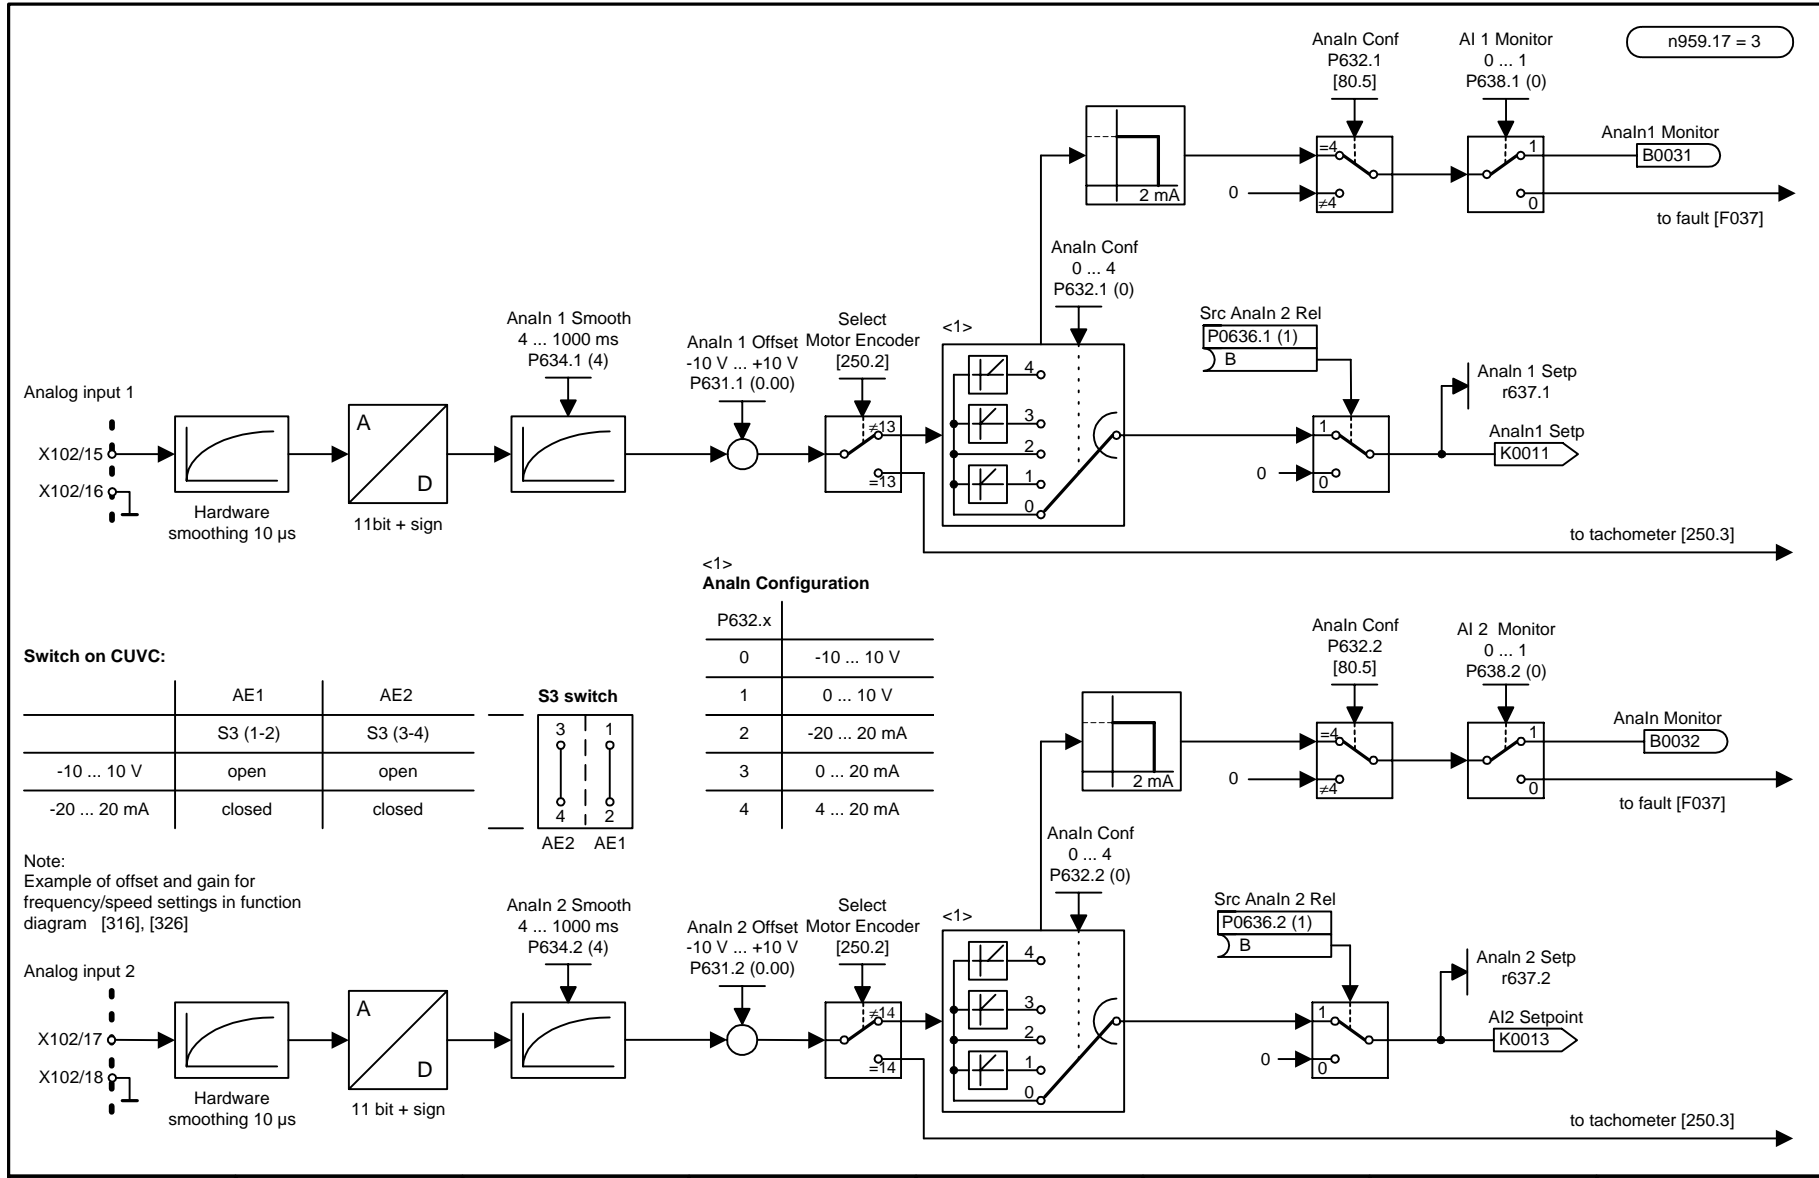 n959.17 = 3
AnaIn Conf
P632.1
[80.5]
AI 1 Monitor
0 ... 1
P638.1 (0)
=4
≠4
0
1
0
2 mA
AnaIn1 Monitor
B0031
to fault [F037]
AnaIn Conf
0 ... 4
P632.1 (0)
Analog input 1
X102/15
X102/16
Hardware
smoothing 10 µs
A
D
11bit + sign
AnaIn 1 Smooth
4 ... 1000 ms
P634.1 (4)
AnaIn 1 Offset
-10 V ... +10 V
P631.1 (0.00)
Select
Motor Encoder
[250.2]
≠13
=13
<1>
4
3
2
1
0
Src AnaIn 2 Rel
P0636.1 (1)
B
1
0
0
AnaIn 1 Setp
r637.1
AnaIn1 Setp
K0011
to tachometer [250.3]
Switch on CUVC:
AE1 AE2
S3 (1-2) S3 (3-4)
-10 ... 10 V open open
-20 ... 20 mA closed closed
S3 switch
3 1
4 2
AE2 AE1
<1>
AnaIn Configuration
P632.x
0 -10 ... 10 V
1 0 ... 10 V
2 -20 ... 20 mA
3 0 ... 20 mA
4 4 ... 20 mA
Note:
Example of offset and gain for
frequency/speed settings in function
diagram [316], [326]
AnaIn Conf
P632.2
[80.5]
AI 2 Monitor
0 ... 1
P638.2 (0)
=4
≠4
0
1
0
2 mA
AnaIn Monitor
B0032
to fault [F037]
AnaIn Conf
0 ... 4
P632.2 (0)
Analog input 2
X102/17
X102/18
Hardware
smoothing 10 µs
A
D
11 bit + sign
AnaIn 2 Smooth
4 ... 1000 ms
P634.2 (4)
AnaIn 2 Offset
-10 V ... +10 V
P631.2 (0.00)
Select
Motor Encoder
[250.2]
≠14
=14
<1>
4
3
2
1
0
Src AnaIn 2 Rel
P0636.2 (1)
B
1
0
0
AnaIn 2 Setp
r637.2
AI2 Setpoint
K0013
to tachometer [250.3]